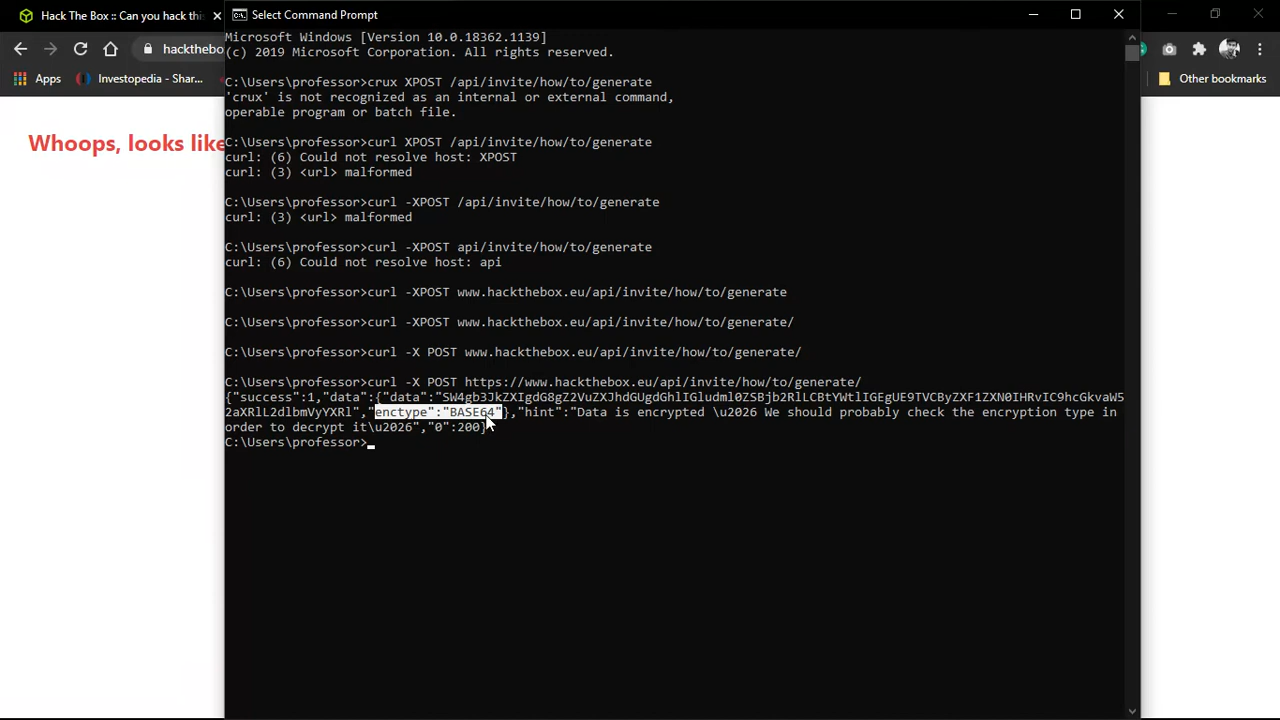 Hack The Box :: Can you hack this
Select Command Prompt
hacktheboх
Apps
Investopedia - Shar...
Other bookmarks
Whoops, looks like
Microsoft Windows [Version 10.0.18362.1139]
(c) 2019 Microsoft Corporation. All rights reserved.
C:\Users\professor>crux XPOST /api/invite/how/to/generate
'crux' is not recognized as an internal or external command,
operable program or batch file.
C:\Users\professor>curl XPOST /api/invite/how/to/generate
curl: (6) Could not resolve host: XPOST
curl: (3) <url> malformed
C:\Users\professor>curl -XPOST /api/invite/how/to/generate
curl: (3) <url> malformed
C:\Users\professor>curl -XPOST api/invite/how/to/generate
curl: (6) Could not resolve host: api
C:\Users\professor>curl -XPOST www.hackthebox.eu/api/invite/how/to/generate
C:\Users\professor>curl -XPOST www.hackthebox.eu/api/invite/how/to/generate/
C:\Users\professor>curl -X POST www.hackthebox.eu/api/invite/how/to/generate/
C:\Users\professor>curl -X POST https://www.hackthebox.eu/api/invite/how/to/generate/
{"success":1,"data":{"data":"SW4gb3JkZXIgdG8gZ2VuZXJhdGUgdGhlIGludml0ZSBjb2RlLCBtYWtlIGEgUE9TVCByZXF1ZXN0IHRvIC9hcGkvaW5
2aXRlL2dlbmVyYXRl","enctype":"BASE64"},"hint":"Data is encrypted \u2026 We should probably check the encryption type in
order to decrypt it\u2026","0":200}
C:\Users\professor>